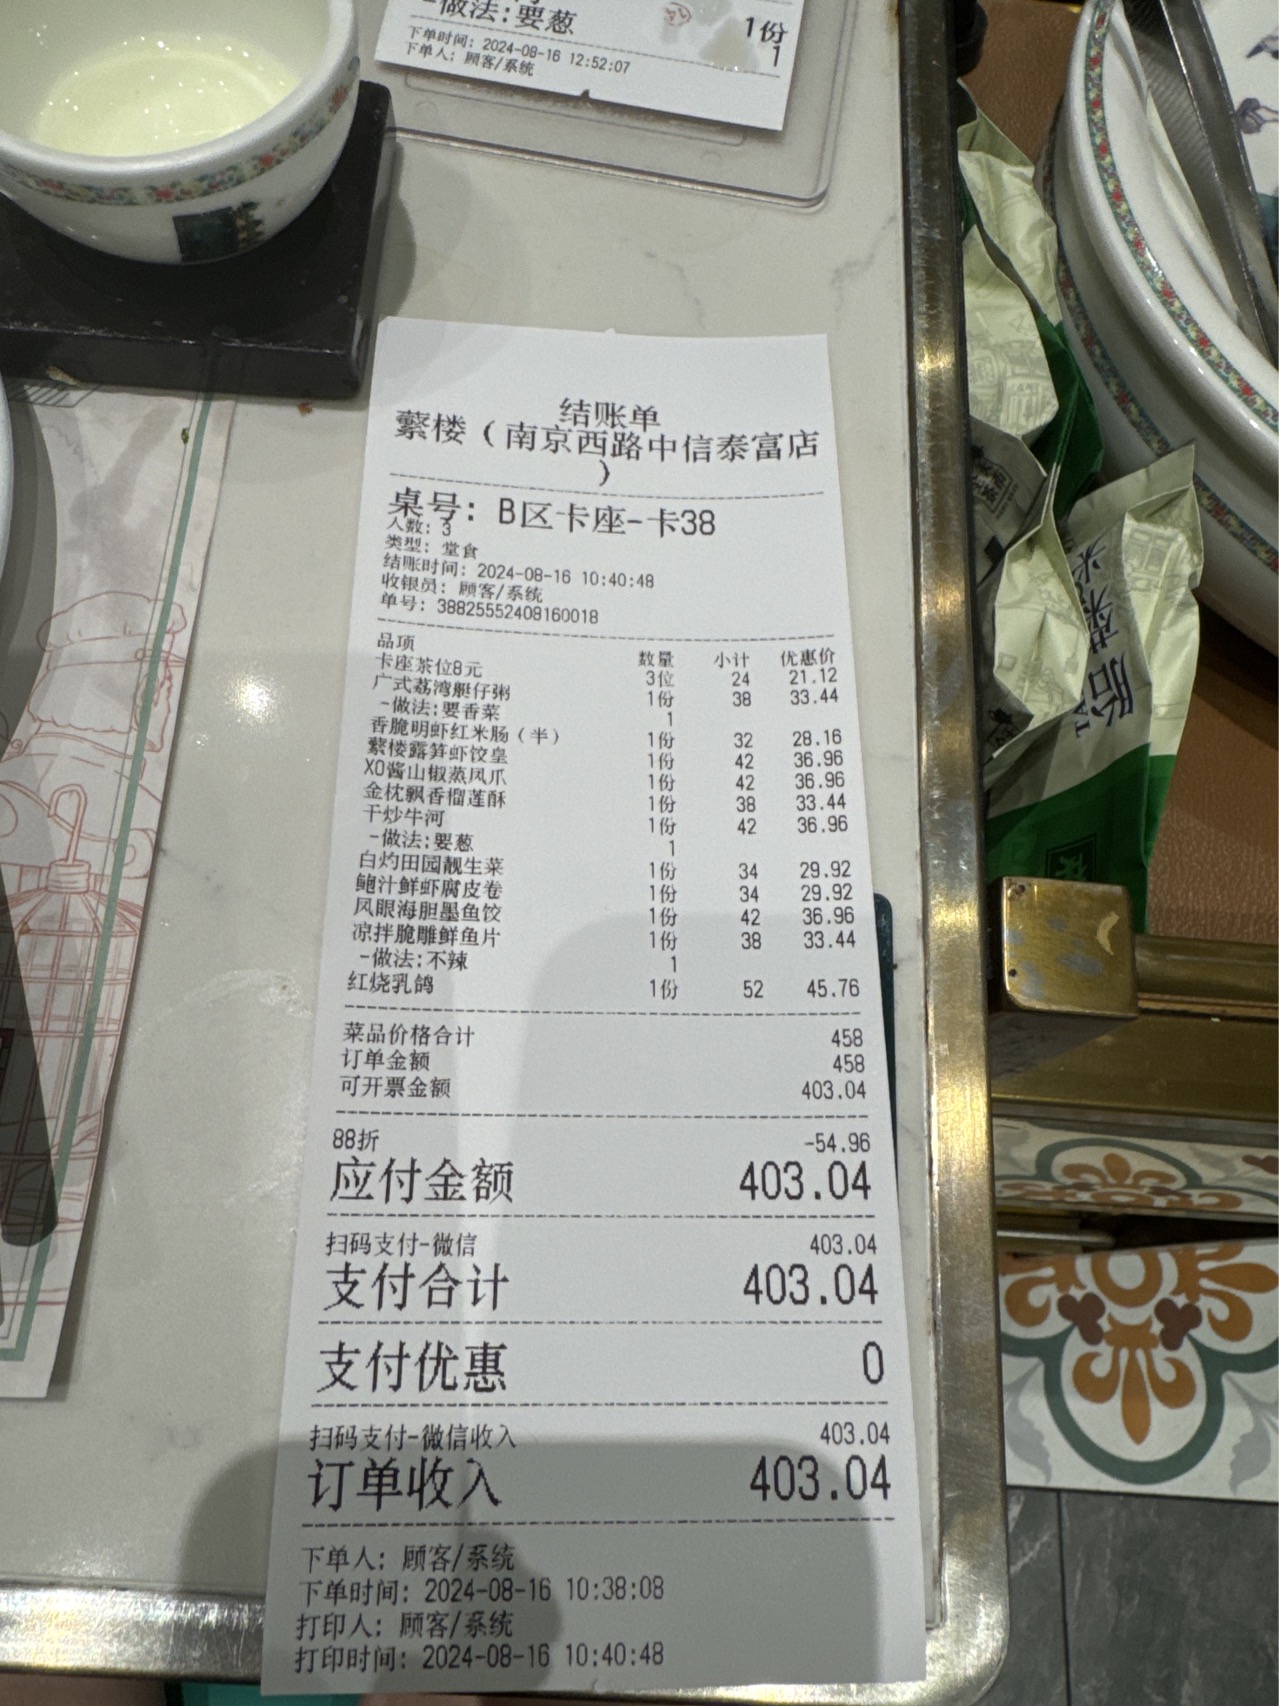 -做法:要葱
1份
1
下单时间: 2024-08-16 12:52:07
下单人: 顾客/系统
结账单
蘩楼（南京西路中信泰富店
）
桌号: B区卡座-卡38
人数: 3
类型: 堂食
结账时间: 2024-08-16 10:40:48
收银员: 顾客/系统
单号: 38825552408160018
品项 数量 小计 优惠价
卡座茶位8元 3位 24 21.12
广式荔湾艇仔粥 1份 38 33.44
-做法:要香菜 1
香脆明虾红米肠（半） 1份 32 28.16
蘩楼露笋虾饺皇 1份 42 36.96
XO酱山椒蒸凤爪 1份 42 36.96
金枕飘香榴莲酥 1份 38 33.44
干炒牛河 1份 42 36.96
-做法:要葱 1
白灼田园靓生菜 1份 34 29.92
鲍汁鲜虾腐皮卷 1份 34 29.92
凤眼海胆墨鱼饺 1份 42 36.96
凉拌脆雕鲜鱼片 1份 38 33.44
-做法:不辣 1
红烧乳鸽 1份 52 45.76
菜品价格合计 458
订单金额 458
可开票金额 403.04
88折 -54.96
应付金额 403.04
扫码支付-微信 403.04
支付合计 403.04
支付优惠 0
扫码支付-微信收入 403.04
订单收入 403.04
下单人: 顾客/系统
下单时间: 2024-08-16 10:38:08
打印人: 顾客/系统
打印时间: 2024-08-16 10:40:48